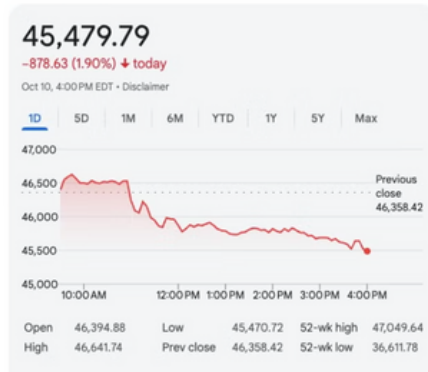 45,479.79
−878.63 (1.90%) ↓ today
Oct 10, 4:00 PM EDT • Disclaimer
1D 5D 1M 6M YTD 1Y 5Y Max
47,000
46,500
46,000
45,500
45,000
Previous
close
46,358.42
10:00 AM 12:00 PM 1:00 PM 2:00 PM 3:00 PM 4:00 PM
Open 46,394.88 Low 45,470.72 52-wk high 47,049.64
High 46,641.74 Prev close 46,358.42 52-wk low 36,611.78